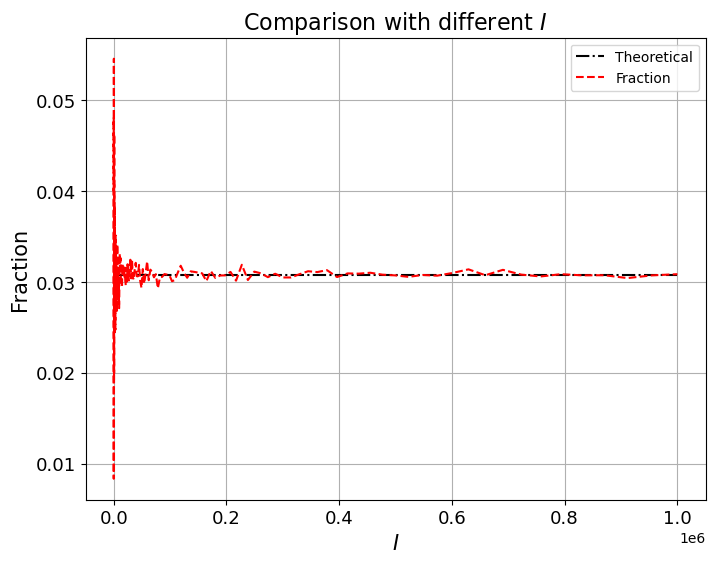 Comparison with different I
Theoretical
Fraction
Fraction
0.05
0.04
0.03
0.02
0.01
0.0 0.2 0.4 0.6 0.8 1.0
1e6
I